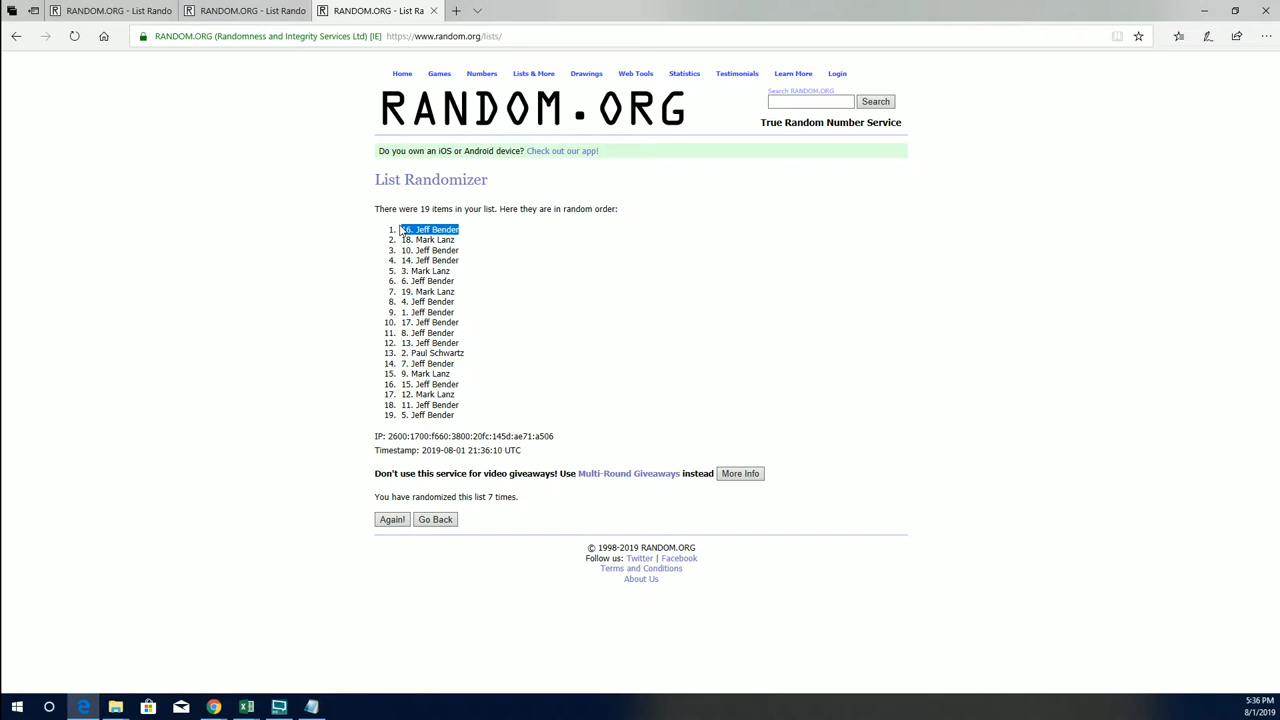 RANDOM.ORG - List Rando
RANDOM.ORG - List Rando
RANDOM.ORG - List Ra
RANDOM.ORG (Randomness and Integrity Services Ltd) [IE] https://www.random.org/lists/
Home Games Numbers Lists & More Drawings Web Tools Statistics Testimonials Learn More Login
RANDOM.ORG
Search RANDOM.ORG
Search
True Random Number Service
Do you own an iOS or Android device? Check out our app!
List Randomizer
There were 19 items in your list. Here they are in random order:
1. 16. Jeff Bender
2. 18. Mark Lanz
3. 10. Jeff Bender
4. 14. Jeff Bender
5. 3. Mark Lanz
6. 6. Jeff Bender
7. 19. Mark Lanz
8. 4. Jeff Bender
9. 1. Jeff Bender
10. 17. Jeff Bender
11. 8. Jeff Bender
12. 13. Jeff Bender
13. 2. Paul Schwartz
14. 7. Jeff Bender
15. 9. Mark Lanz
16. 15. Jeff Bender
17. 12. Mark Lanz
18. 11. Jeff Bender
19. 5. Jeff Bender
IP: 2600:1700:f660:3800:20fc:145d:ae71:a506
Timestamp: 2019-08-01 21:36:10 UTC
Don't use this service for video giveaways! Use Multi-Round Giveaways instead More Info
You have randomized this list 7 times.
Again! Go Back
© 1998-2019 RANDOM.ORG
Follow us: Twitter | Facebook
Terms and Conditions
About Us
5:36 PM
8/1/2019